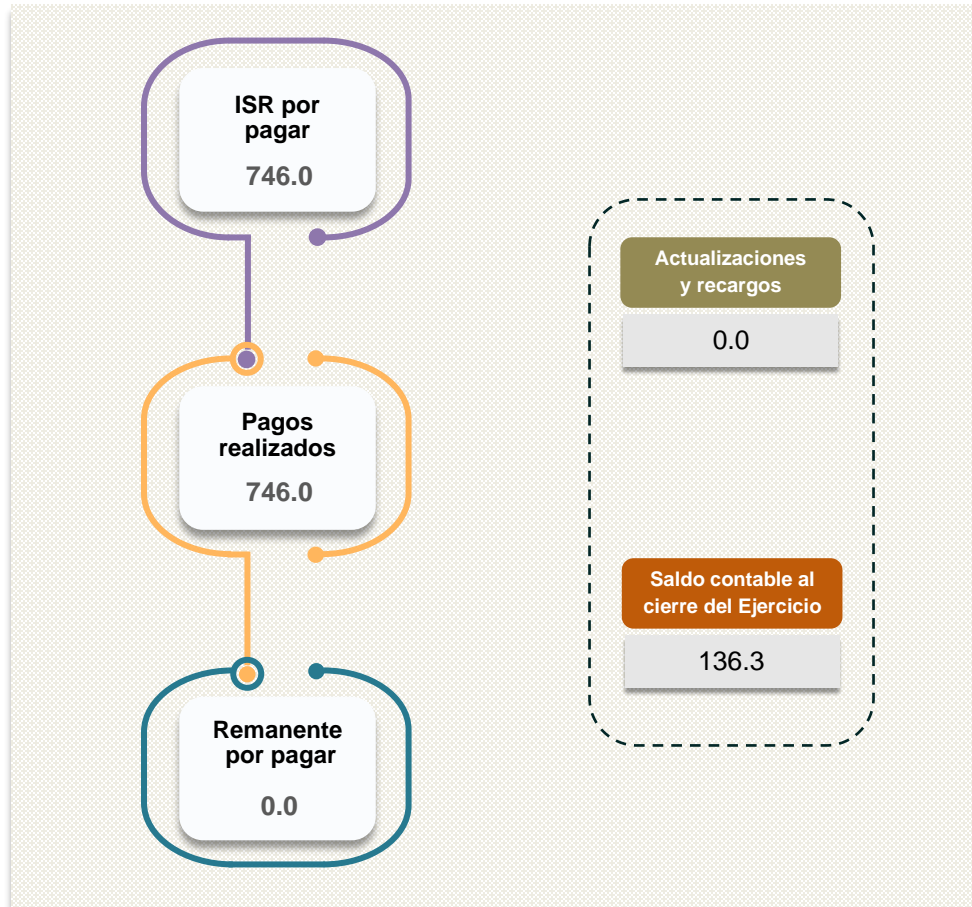 ISR por
pagar
746.0
Pagos
realizados
746.0
Remanente
por pagar
0.0
Actualizaciones
y recargos
0.0
Saldo contable al
cierre del Ejercicio
136.3